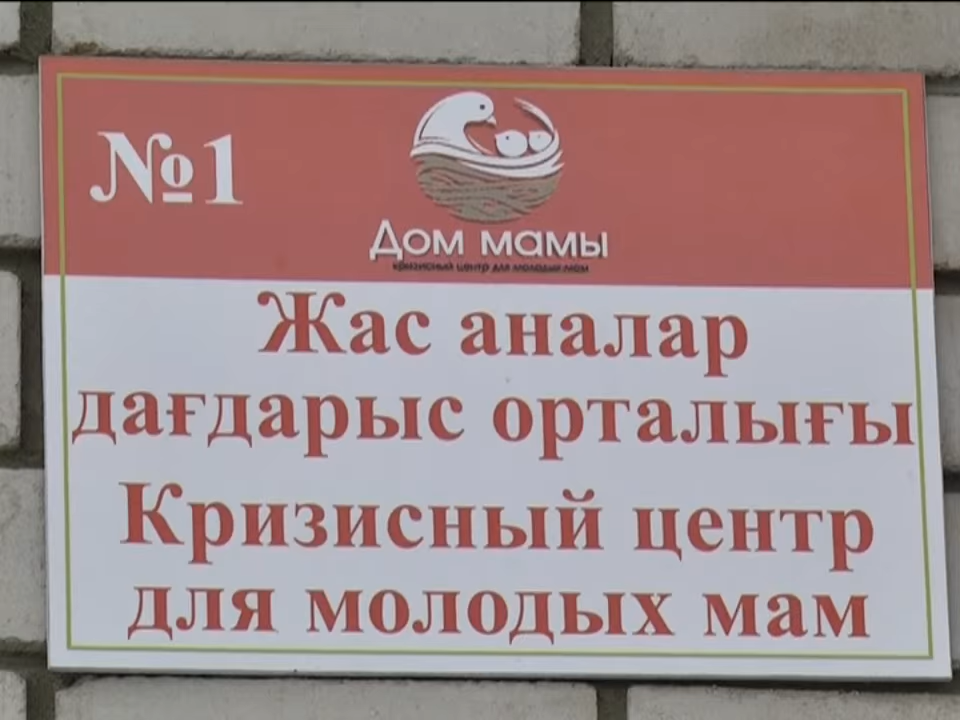 №1
Дом мамы
кризисный центр для молодых мам
Жас аналар
дағдарыс орталығы
Кризисный центр
для молодых мам